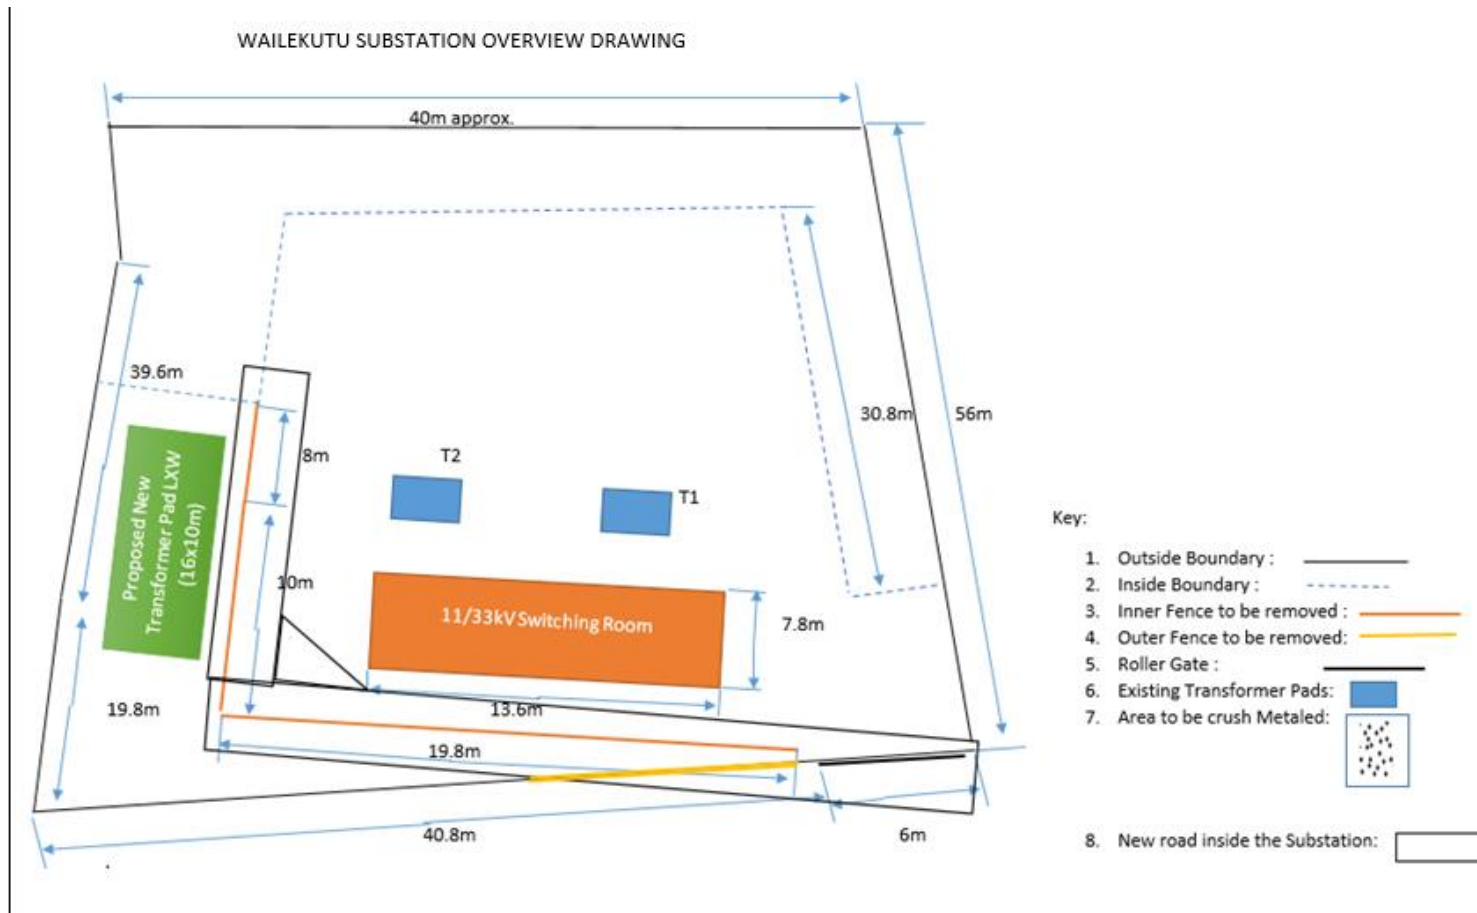 WAILEKUTU SUBSTATION OVERVIEW DRAWING
40m approx.
39.6m
30.8m
56m
8m
T2
T1
Proposed New
Transformer Pad LXW
(16x10m)
10m
11/33kV Switching Room
7.8m
19.8m
13.6m
19.8m
40.8m
6m
Key:
1. Outside Boundary :
2. Inside Boundary :
3. Inner Fence to be removed :
4. Outer Fence to be removed:
5. Roller Gate :
6. Existing Transformer Pads:
7. Area to be crush Metaled:
8. New road inside the Substation: